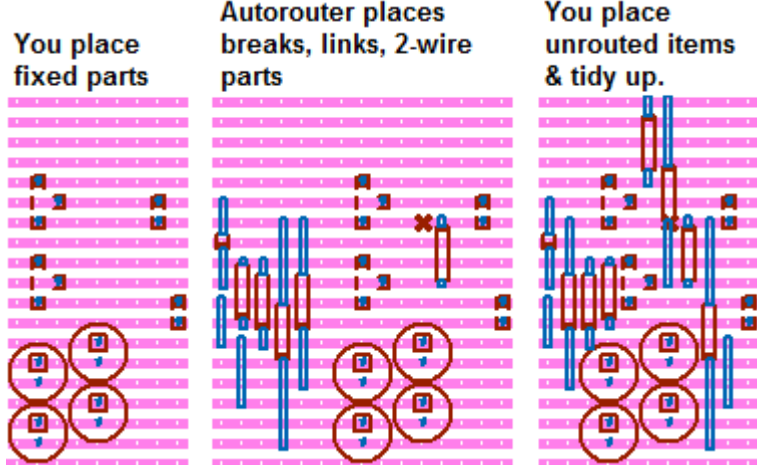 You place
fixed parts
Autorouter places
breaks, links, 2-wire
parts
You place
unrouted items
& tidy up.